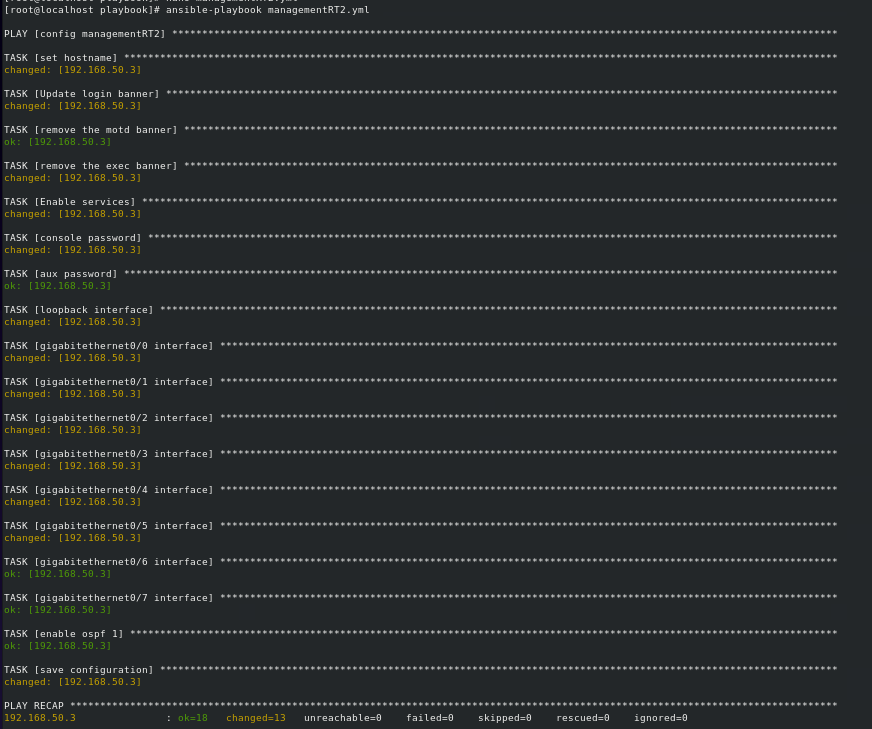 [root@localhost playbook]# ansible-playbook managementRT2.yml
PLAY [config managementRT2] ***************************************************************************************************************
TASK [set hostname] ***********************************************************************************************************************
changed: [192.168.50.3]
TASK [Update login banner] ****************************************************************************************************************
changed: [192.168.50.3]
TASK [remove the motd banner] *************************************************************************************************************
ok: [192.168.50.3]
TASK [remove the exec banner] *************************************************************************************************************
changed: [192.168.50.3]
TASK [Enable services] ********************************************************************************************************************
changed: [192.168.50.3]
TASK [console password] *******************************************************************************************************************
changed: [192.168.50.3]
TASK [aux password] ***********************************************************************************************************************
ok: [192.168.50.3]
TASK [loopback interface] *****************************************************************************************************************
changed: [192.168.50.3]
TASK [gigabitethernet0/0 interface] *******************************************************************************************************
changed: [192.168.50.3]
TASK [gigabitethernet0/1 interface] *******************************************************************************************************
changed: [192.168.50.3]
TASK [gigabitethernet0/2 interface] *******************************************************************************************************
changed: [192.168.50.3]
TASK [gigabitethernet0/3 interface] *******************************************************************************************************
changed: [192.168.50.3]
TASK [gigabitethernet0/4 interface] *******************************************************************************************************
changed: [192.168.50.3]
TASK [gigabitethernet0/5 interface] *******************************************************************************************************
changed: [192.168.50.3]
TASK [gigabitethernet0/6 interface] *******************************************************************************************************
ok: [192.168.50.3]
TASK [gigabitethernet0/7 interface] *******************************************************************************************************
ok: [192.168.50.3]
TASK [enable ospf 1] **********************************************************************************************************************
ok: [192.168.50.3]
TASK [save configuration] *****************************************************************************************************************
changed: [192.168.50.3]
PLAY RECAP ********************************************************************************************************************************
192.168.50.3               : ok=18   changed=13   unreachable=0    failed=0    skipped=0    rescued=0    ignored=0